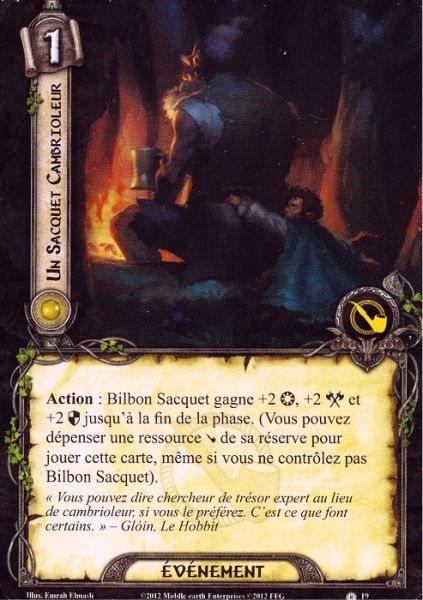 1
UN SACQUET CAMBRIOLEUR
Action : Bilbon Sacquet gagne +2 , +2 et
+2 jusqu'à la fin de la phase. (Vous pouvez
dépenser une ressource de sa réserve pour
jouer cette carte, même si vous ne contrôlez pas
Bilbon Sacquet).
« Vous pouvez dire chercheur de trésor expert au lieu
de cambrioleur, si vous le préférez. C'est ce que font
certains. » – Glóin, Le Hobbit
ÉVÉNEMENT
Illus. Emrah Elmasli ©2012 Middle-earth Enterprises ©2012 FFG 19